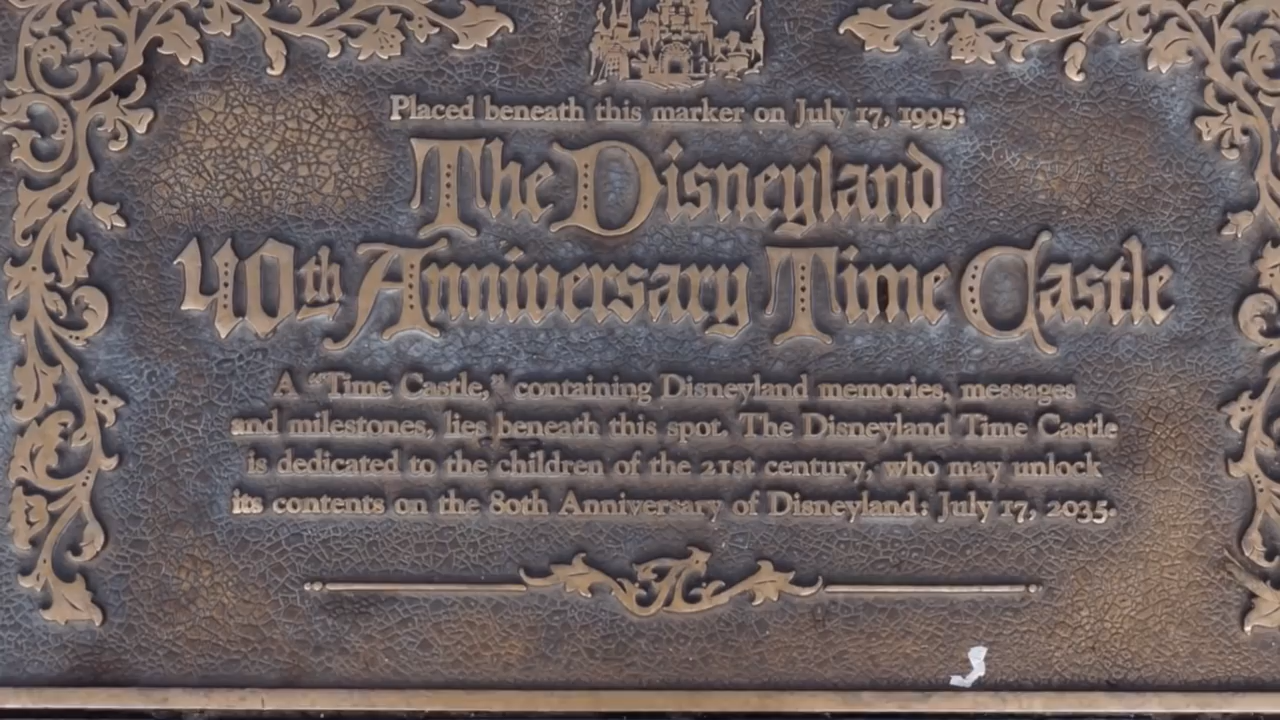 Placed beneath this marker on July 17, 1995:
The Disneyland
40th Anniversary Time Castle
A "Time Castle," containing Disneyland memories, messages
and milestones, lies beneath this spot. The Disneyland Time Castle
is dedicated to the children of the 21st century, who may unlock
its contents on the 80th Anniversary of Disneyland: July 17, 2035.